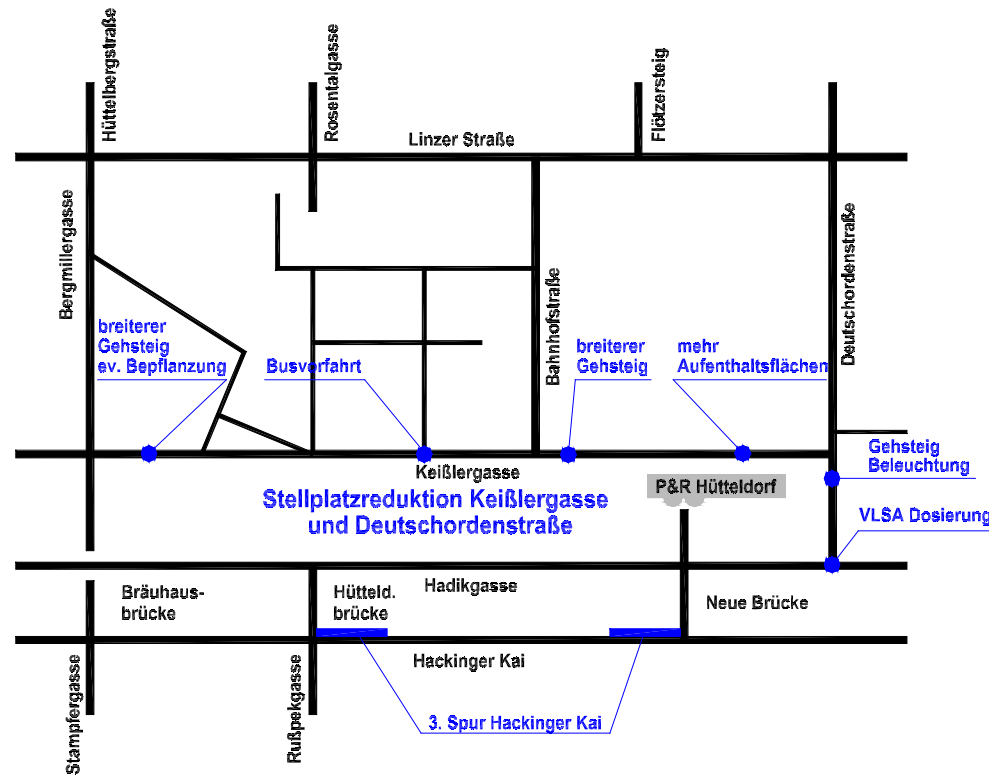 Hüttelbergstraße
Rosentalgasse
Flötzersteig
Linzer Straße
Bergmillergasse
Deutschordenstraße
Bahnhofstraße
breiterer
Gehsteig
ev. Bepflanzung
Busvorfahrt
breiterer
Gehsteig
mehr
Aufenthaltsflächen
Gehsteig
Beleuchtung
Keißlergasse
P&R Hütteldorf
Stellplatzreduktion Keißlergasse
und Deutschordenstraße
VLSA Dosierung
Hadikgasse
Bräuhaus-
brücke
Hütteld.
brücke
Neue Brücke
Hackinger Kai
Stampfergasse
Rußpekgasse
3. Spur Hackinger Kai